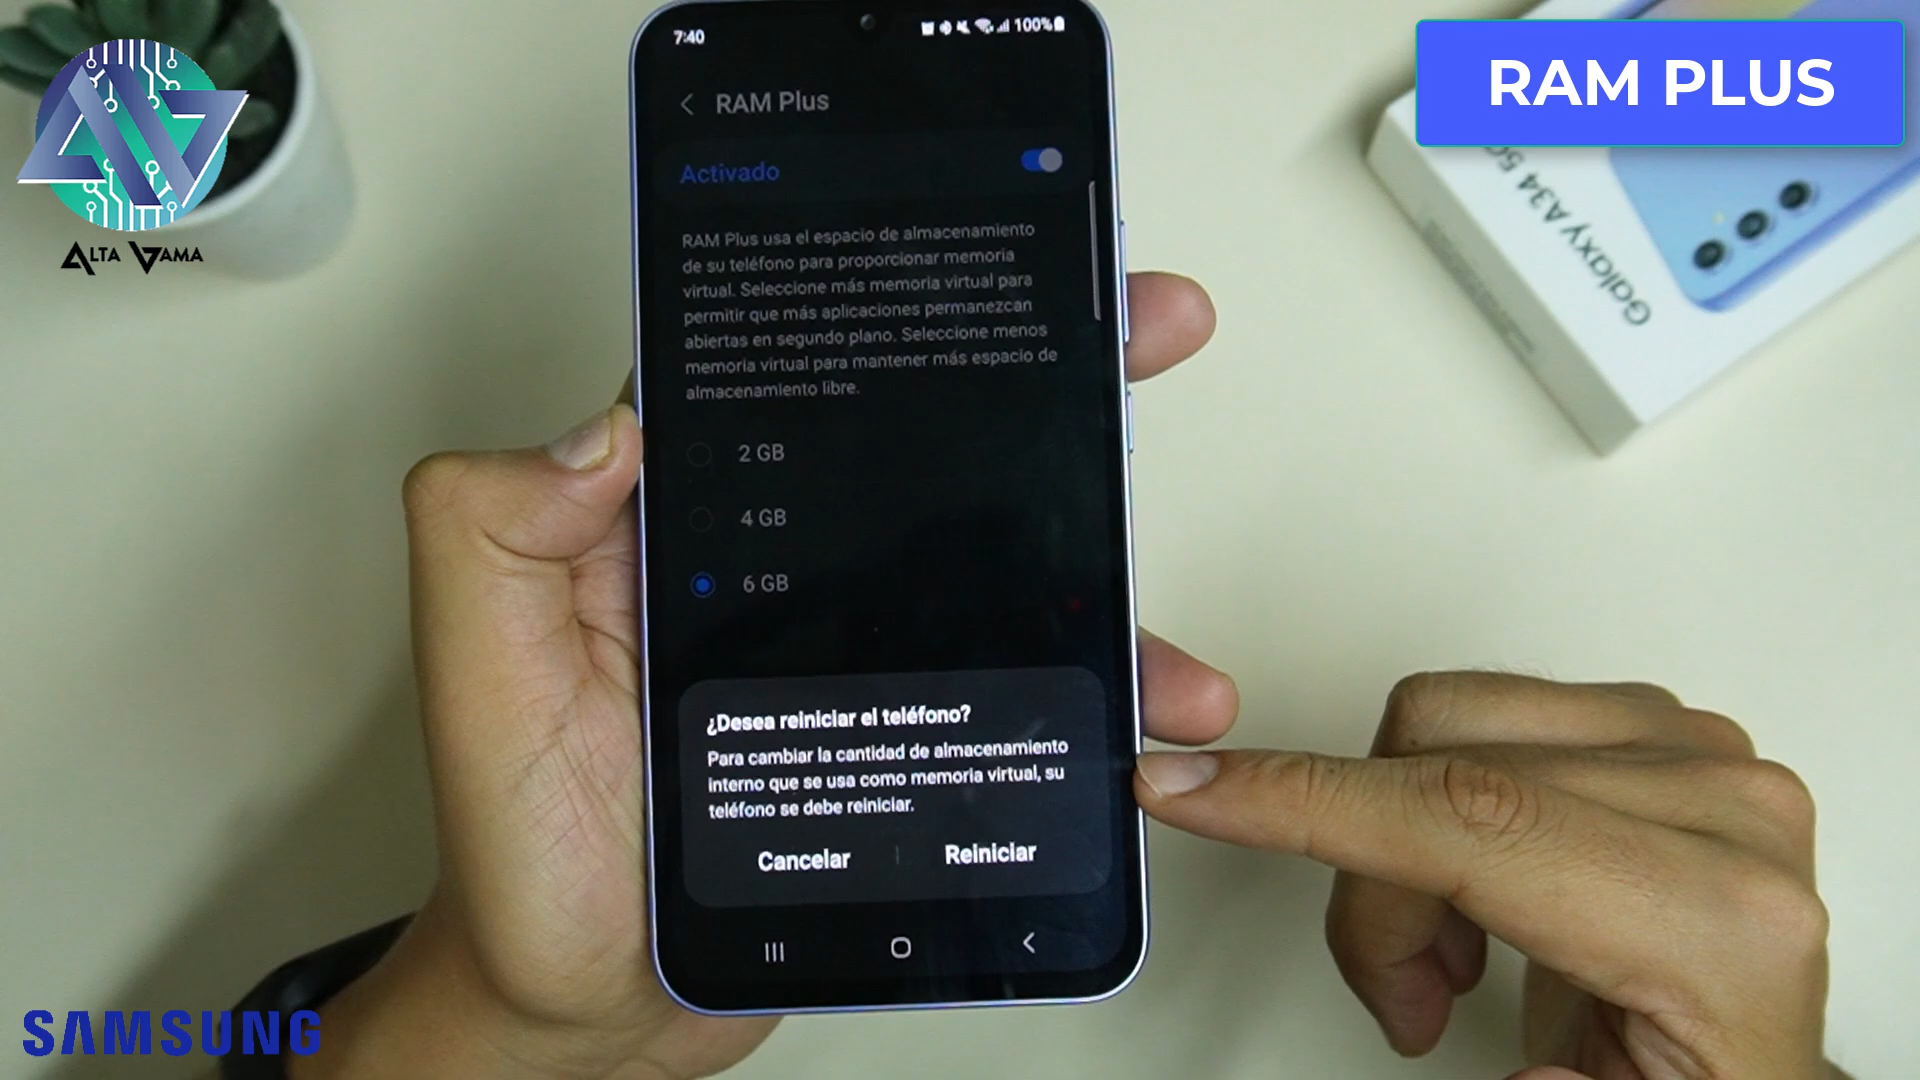 7:40
100%
RAM Plus
Activado
RAM Plus usa el espacio de almacenamiento
de su teléfono para proporcionar memoria
virtual. Seleccione más memoria virtual para
permitir que más aplicaciones permanezcan
abiertas en segundo plano. Seleccione menos
memoria virtual para mantener más espacio de
almacenamiento libre.
2 GB
4 GB
6 GB
¿Desea reiniciar el teléfono?
Para cambiar la cantidad de almacenamiento
interno que se usa como memoria virtual, su
teléfono se debe reiniciar.
Cancelar
Reiniciar
RAM PLUS
Galaxy A34 5G
ALTA GAMA
SAMSUNG